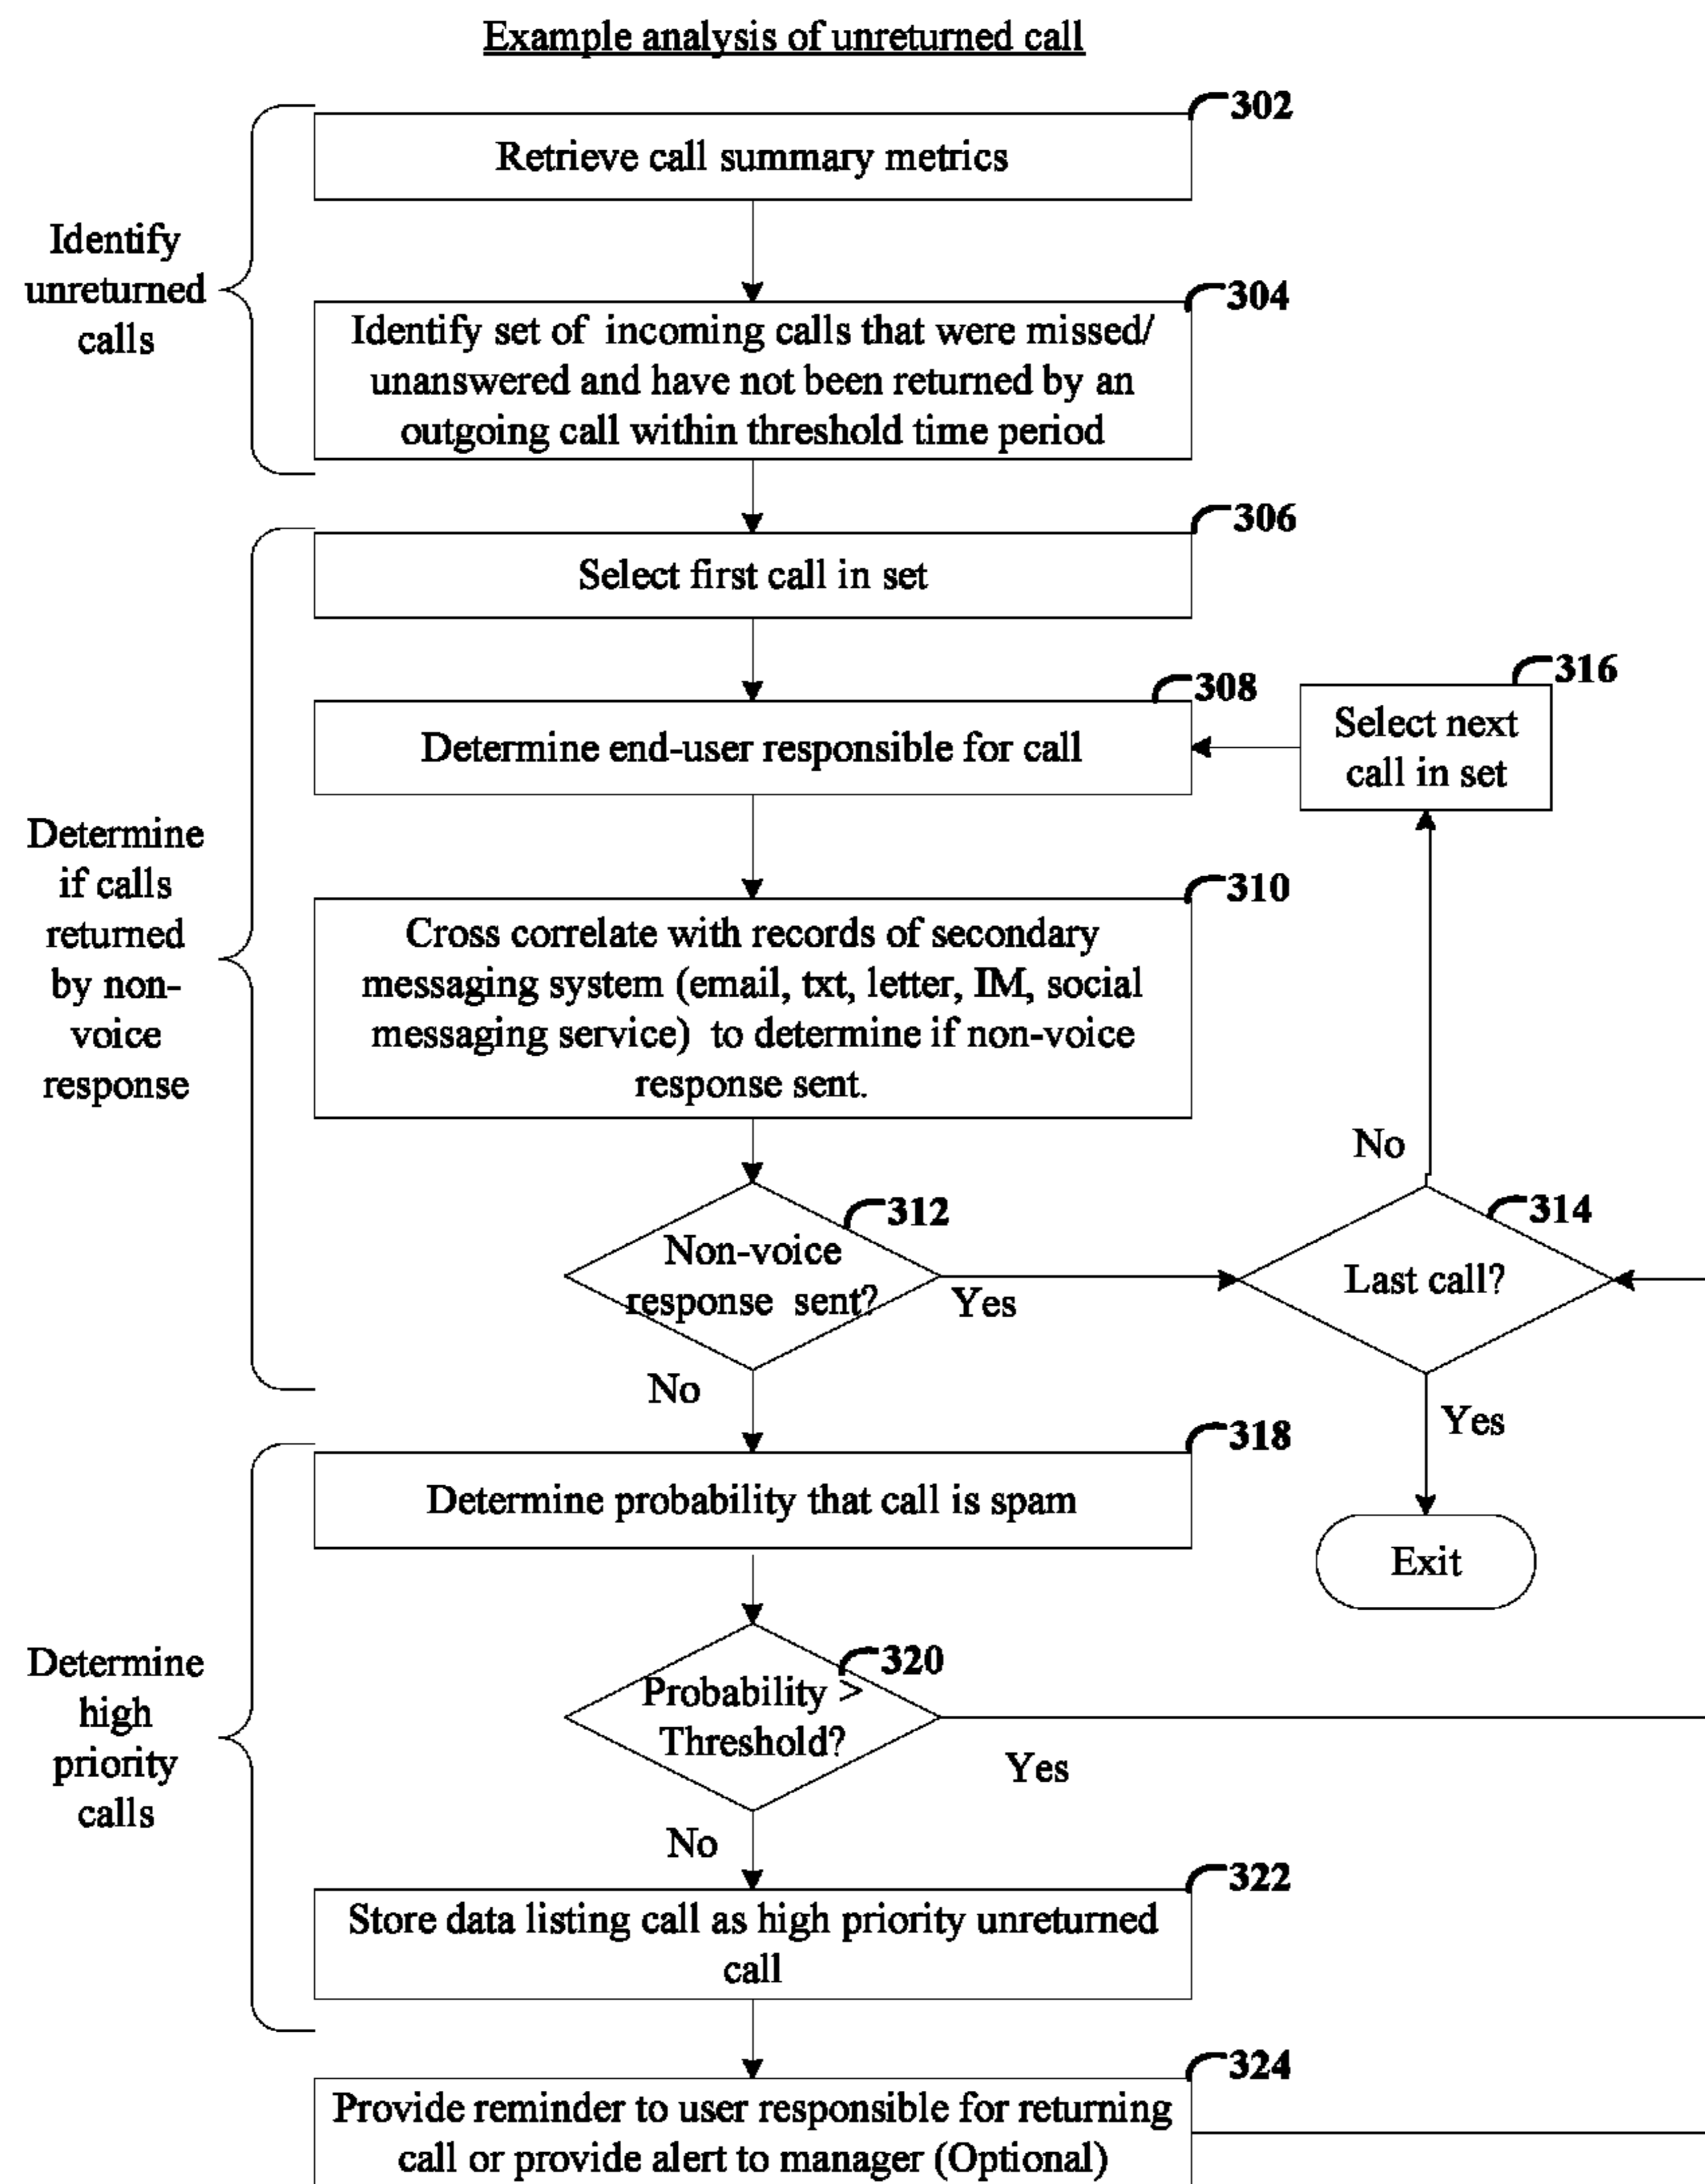 Example analysis of unreturned call
302
Retrieve call summary metrics
Identify
unreturned
calls
304
Identify set of incoming calls that were missed/
unanswered and have not been returned by an
outgoing call within threshold time period
306
Select first call in set
308
Determine end-user responsible for call
316
Select next
call in set
Determine
if calls
returned
by non-
voice
response
310
Cross correlate with records of secondary
messaging system (email, txt, letter, IM, social
messaging service) to determine if non-voice
response sent.
312
Non-voice
response sent?
Yes
No
314
Last call?
No
Yes
Exit
318
Determine probability that call is spam
Determine
high
priority
calls
320
Probability >
Threshold?
Yes
No
322
Store data listing call as high priority unreturned
call
324
Provide reminder to user responsible for returning
call or provide alert to manager (Optional)